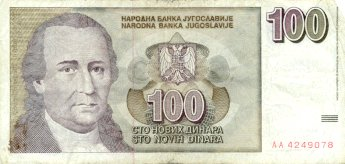 НАРОДНА БАНКА ЈУГОСЛАВИЈЕ
NARODNA BANKA JUGOSLAVIJE
100
100
СТО НОВИХ ДИНАРА
STO NOVIH DINARA
AA 4249078